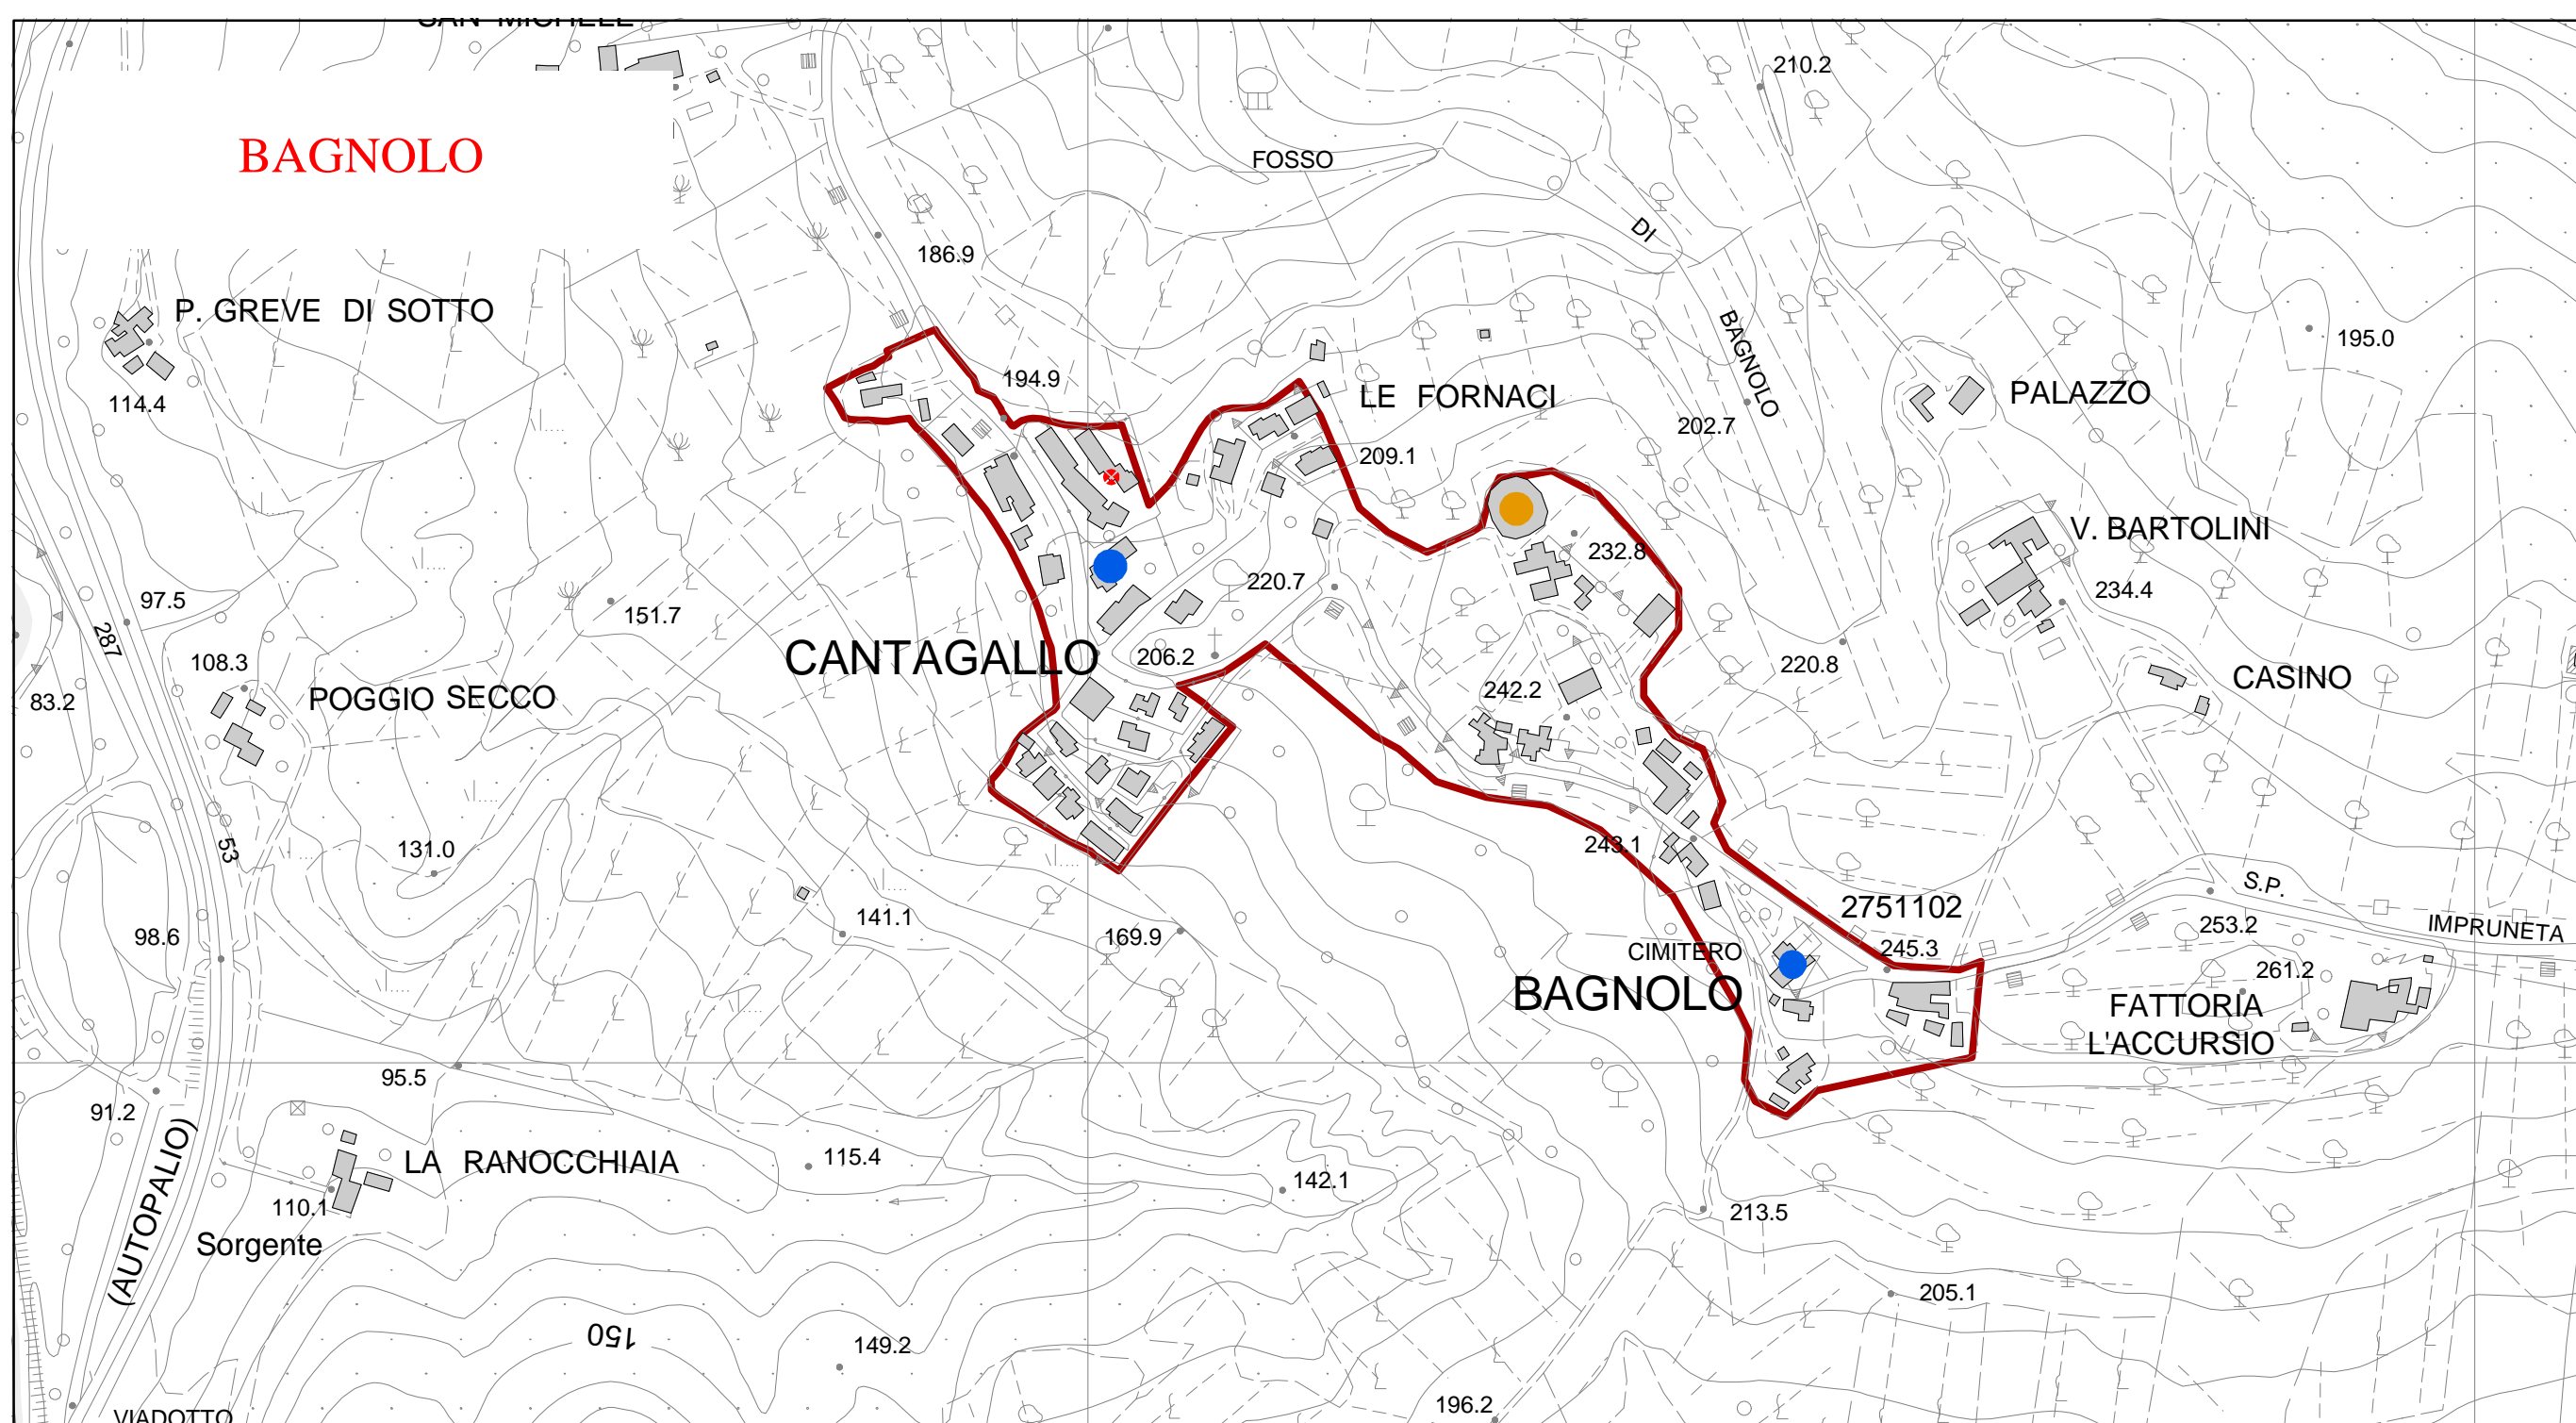 SAN MICHELE
BAGNOLO
210.2
FOSSO
DI
BAGNOLO
186.9
P. GREVE DI SOTTO
114.4
194.9
LE FORNACI
209.1
202.7
PALAZZO
195.0
V. BARTOLINI
234.4
232.8
220.7
97.5
287
151.7
108.3
83.2
POGGIO SECCO
CANTAGALLO
206.2
242.2
220.8
CASINO
53
131.0
243.1
2751102
S.P.
IMPRUNETA
253.2
98.6
141.1
169.9
CIMITERO
245.3
261.2
BAGNOLO
FATTORIA
L'ACCURSIO
95.5
91.2
(AUTOPALIO)
LA RANOCCHIAIA
115.4
142.1
110.1
213.5
Sorgente
205.1
150
149.2
196.2
VIADOTTO